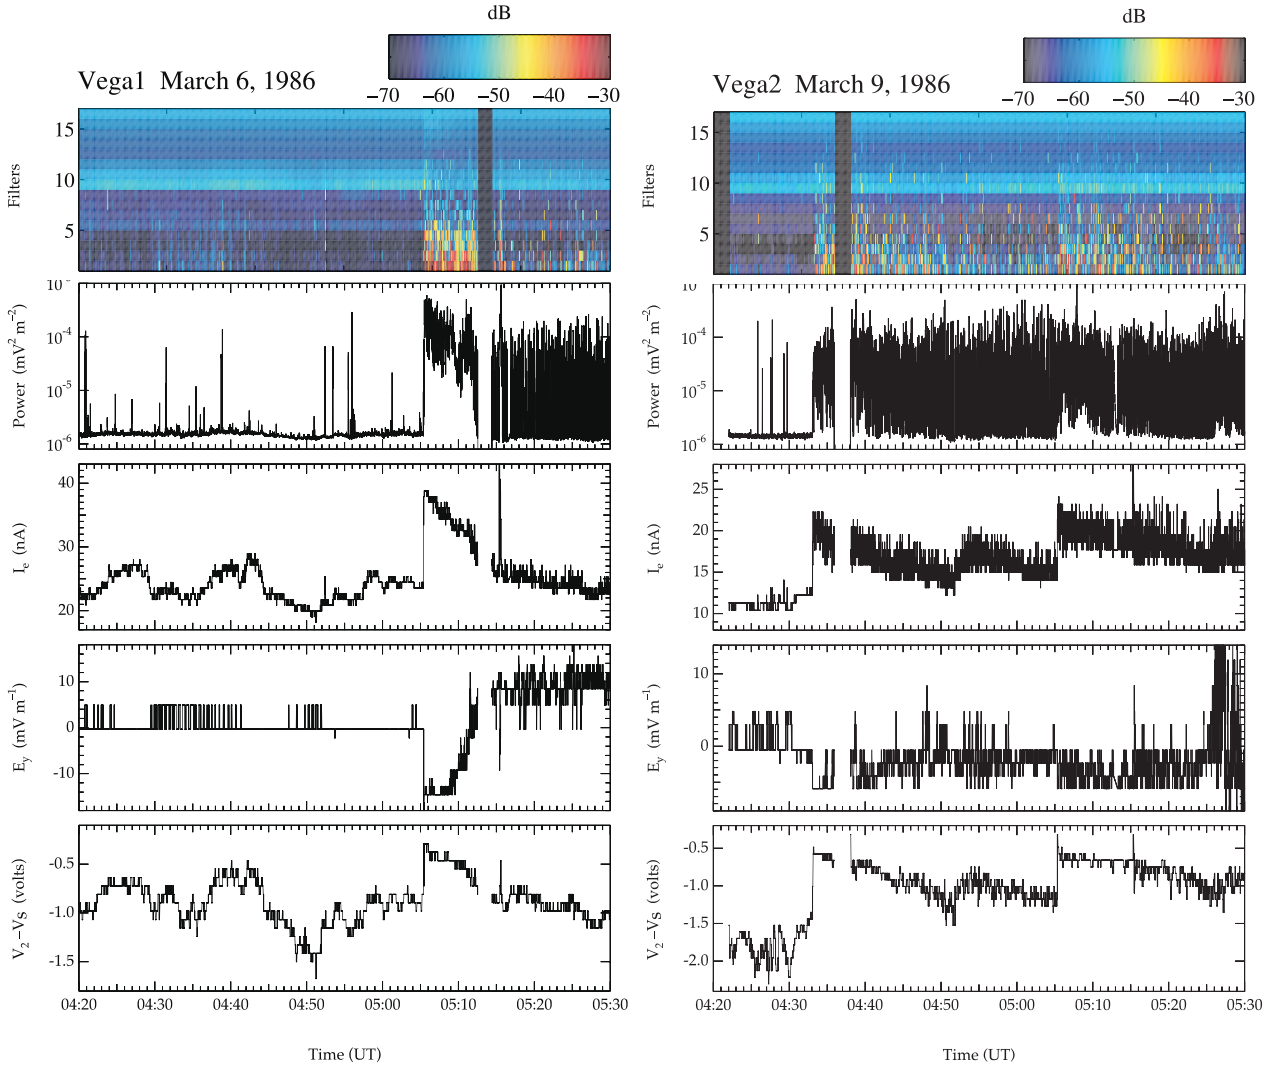 dB
−70 −60 −50 −40 −30
Vega1 March 6, 1986
Filters
15
10
5
Power (mV² m⁻²)
10⁻⁴
10⁻⁵
10⁻⁶
Iₑ (nA)
40
30
20
E_y (mV m⁻¹)
10
0
-10
V₂−V_S (volts)
-0.5
-1.0
-1.5
04:20 04:30 04:40 04:50 05:00 05:10 05:20 05:30
Time (UT)
dB
−70 −60 −50 −40 −30
Vega2 March 9, 1986
Filters
15
10
5
Power (mV² m⁻²)
10
10⁻⁴
10⁻⁵
10⁻⁶
Iₑ (nA)
25
20
15
10
E_y (mV m⁻¹)
10
0
V₂−V_S (volts)
-0.5
-1.0
-1.5
-2.0
04:20 04:30 04:40 04:50 05:00 05:10 05:20 05:30
Time (UT)